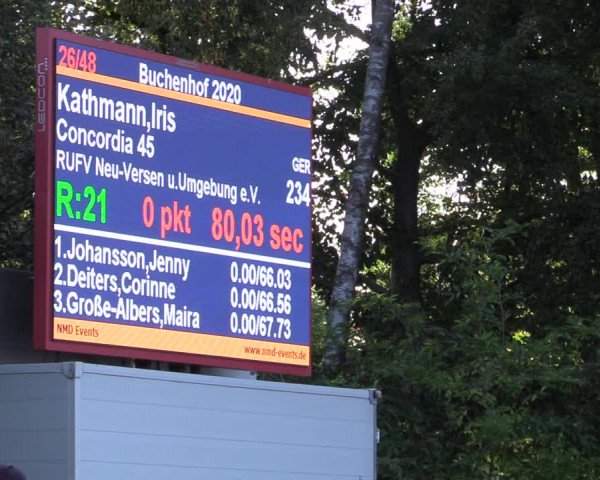 26/48
Buchenhof 2020
Kathmann,Iris
Concordia 45
GER
RUFV Neu-Versen u.Umgebung e.V. 234
R:21 0 pkt 80,03 sec
1.Johansson,Jenny 0.00/66.03
2.Deiters,Corinne 0.00/66.56
3.Große-Albers,Maira 0.00/67.73
NMD Events www.nmd-events.de
LEDCON